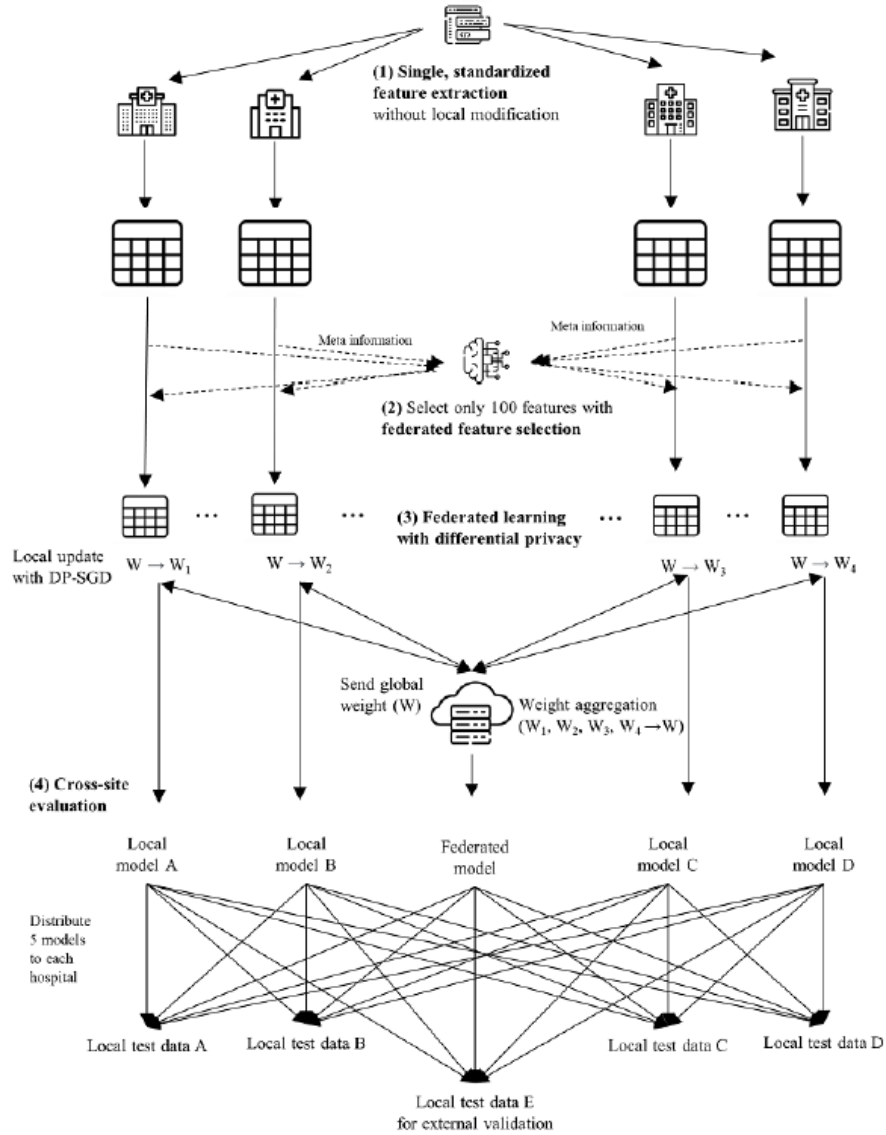 (1) Single, standardized
feature extraction
without local modification
Meta information
Meta information
(2) Select only 100 features with
federated feature selection
... ... (3) Federated learning
with differential privacy ... ...
Local update
with DP-SGD
W → W₁
W → W₂
W → W₃
W → W₄
Send global
weight (W)
Weight aggregation
(W₁, W₂, W₃, W₄→W)
(4) Cross-site
evaluation
Local
model A
Local
model B
Federated
model
Local
model C
Local
model D
Distribute
5 models
to each
hospital
Local test data A
Local test data B
Local test data C
Local test data D
Local test data E
for external validation